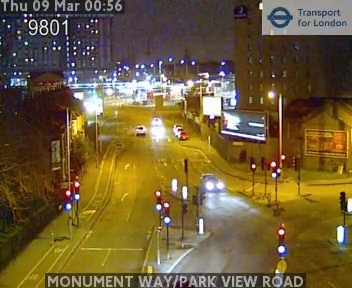 Thu 09 Mar 00:56
9801
Transport
for London
MONUMENT WAY/PARK VIEW ROAD